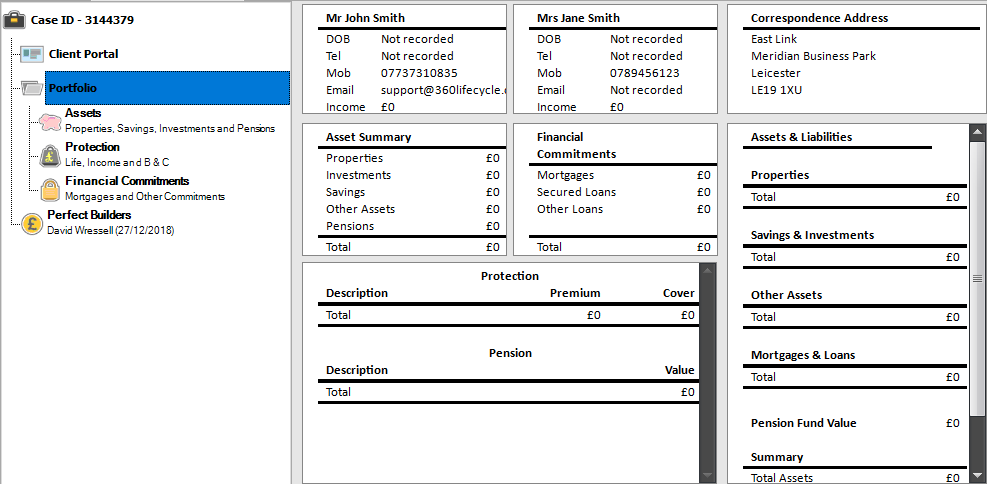 Case ID - 3144379
Client Portal
Portfolio
Assets
Properties, Savings, Investments and Pensions
Protection
Life, Income and B & C
Financial Commitments
Mortgages and Other Commitments
Perfect Builders
David Wressell (27/12/2018)
Mr John Smith
DOB Not recorded
Tel Not recorded
Mob 07737310835
Email support@360lifecycle.c
Income £0
Mrs Jane Smith
DOB Not recorded
Tel Not recorded
Mob 0789456123
Email Not recorded
Income £0
Correspondence Address
East Link
Meridian Business Park
Leicester
LE19 1XU
Asset Summary
Properties £0
Investments £0
Savings £0
Other Assets £0
Pensions £0
Total £0
Financial
Commitments
Mortgages £0
Secured Loans £0
Other Loans £0
Total £0
Protection
Description Premium Cover
Total £0 £0
Pension
Description Value
Total £0
Assets & Liabilities
Properties
Total £0
Savings & Investments
Total £0
Other Assets
Total £0
Mortgages & Loans
Total £0
Pension Fund Value £0
Summary
Total Assets £0